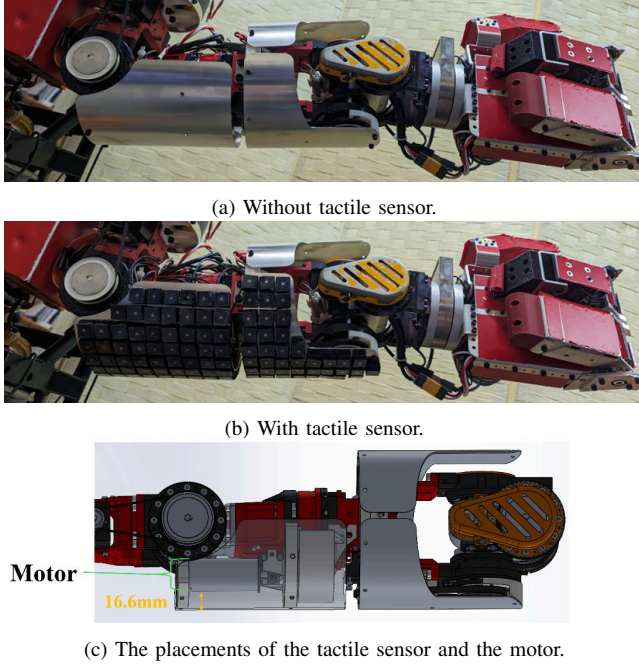 (a) Without tactile sensor.
(b) With tactile sensor.
Motor
16.6mm
(c) The placements of the tactile sensor and the motor.